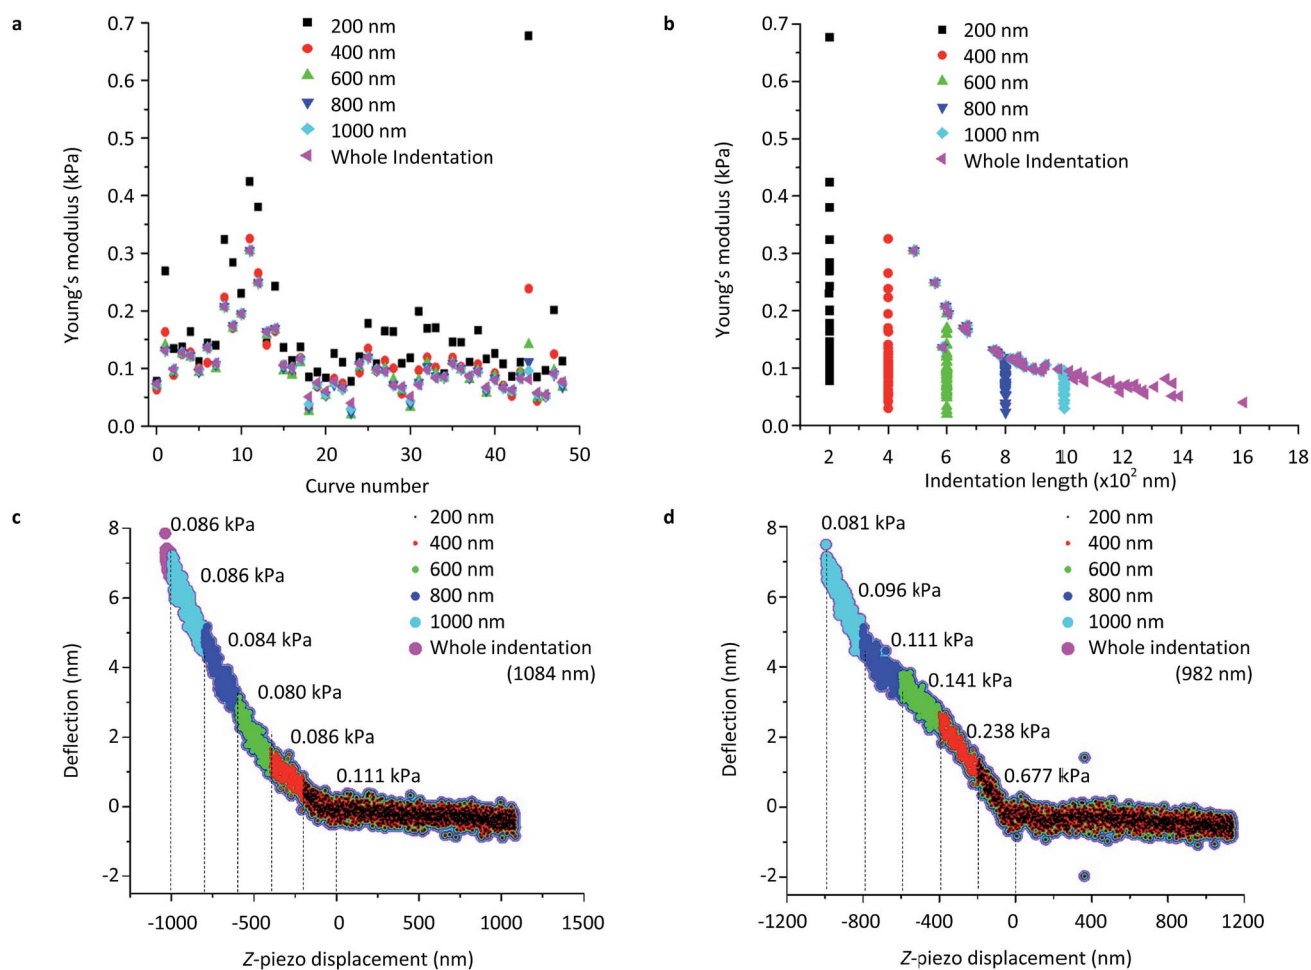 a
0.7
0.6
0.5
0.4
0.3
0.2
0.1
0.0
Young's modulus (kPa)
200 nm
400 nm
600 nm
800 nm
1000 nm
Whole Indentation
0 10 20 30 40 50
Curve number
b
0.7
0.6
0.5
0.4
0.3
0.2
0.1
0.0
Young's modulus (kPa)
200 nm
400 nm
600 nm
800 nm
1000 nm
Whole Indentation
2 4 6 8 10 12 14 16 18
Indentation length (x10² nm)
c
8
6
4
2
0
-2
Deflection (nm)
0.086 kPa
0.086 kPa
0.084 kPa
0.080 kPa
0.086 kPa
0.111 kPa
200 nm
400 nm
600 nm
800 nm
1000 nm
Whole indentation
(1084 nm)
-1000 -500 0 500 1000 1500
Z-piezo displacement (nm)
d
8
6
4
2
0
-2
Deflection (nm)
0.081 kPa
0.096 kPa
0.111 kPa
0.141 kPa
0.238 kPa
0.677 kPa
200 nm
400 nm
600 nm
800 nm
1000 nm
Whole indentation
(982 nm)
-1200 -800 -400 0 400 800 1200
Z-piezo displacement (nm)